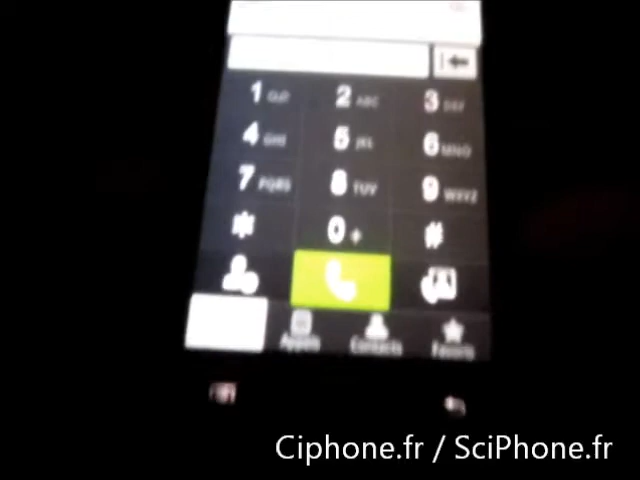 1 2 ABC 3 DEF
4 GHI 5 JKL 6 MNO
7 PQRS 8 TUV 9 WXYZ
* 0 + #
Appels Contacts Favoris
Ciphone.fr / SciPhone.fr